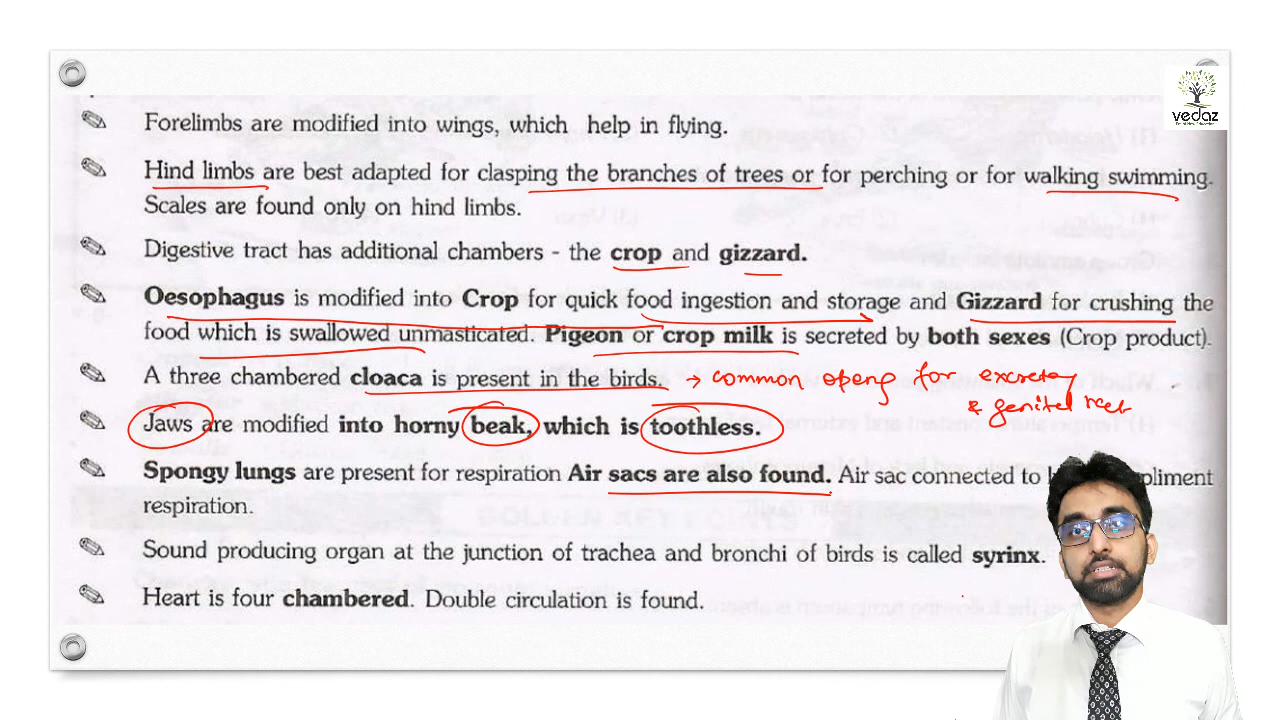 vedaz
Forelimbs are modified into wings, which help in flying.
Hind limbs are best adapted for clasping the branches of trees or for perching or for walking swimming.
Scales are found only on hind limbs.
Digestive tract has additional chambers - the crop and gizzard.
Oesophagus is modified into Crop for quick food ingestion and storage and Gizzard for crushing the
food which is swallowed unmasticated. Pigeon or crop milk is secreted by both sexes (Crop product).
A three chambered cloaca is present in the birds. → common openg for excretory
& genital tract
Jaws are modified into horny beak, which is toothless.
Spongy lungs are present for respiration Air sacs are also found. Air sac connected to
respiration.
Sound producing organ at the junction of trachea and bronchi of birds is called syrinx.
Heart is four chambered. Double circulation is found.